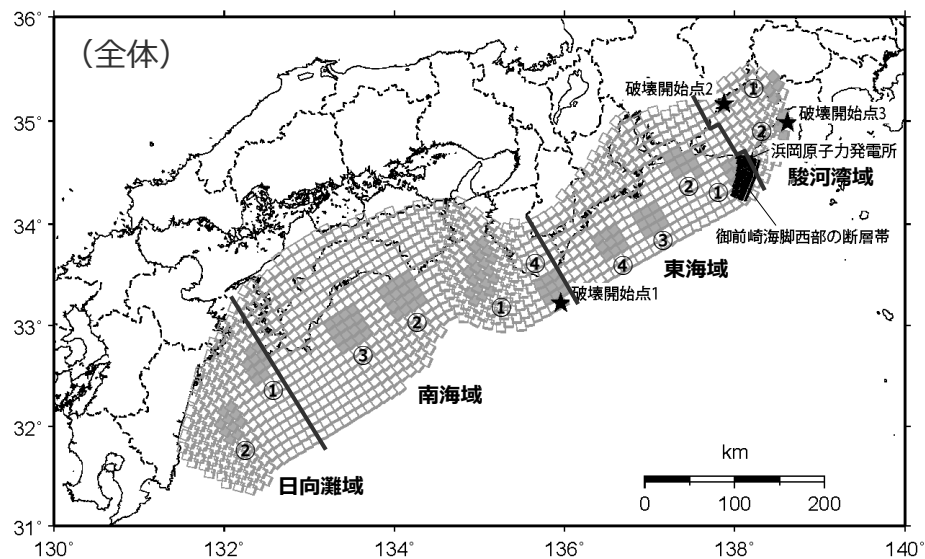 36°
（全体）
破壊開始点2
①
35°
破壊開始点3
②
浜岡原子力発電所
②
①
駿河湾域
34°
③
御前崎海脚西部の断層帯
④
④
東海域
破壊開始点1
33°
①
②
③
①
南海域
32°
②
日向灘域
km
0 100 200
31°
130° 132° 134° 136° 138° 140°